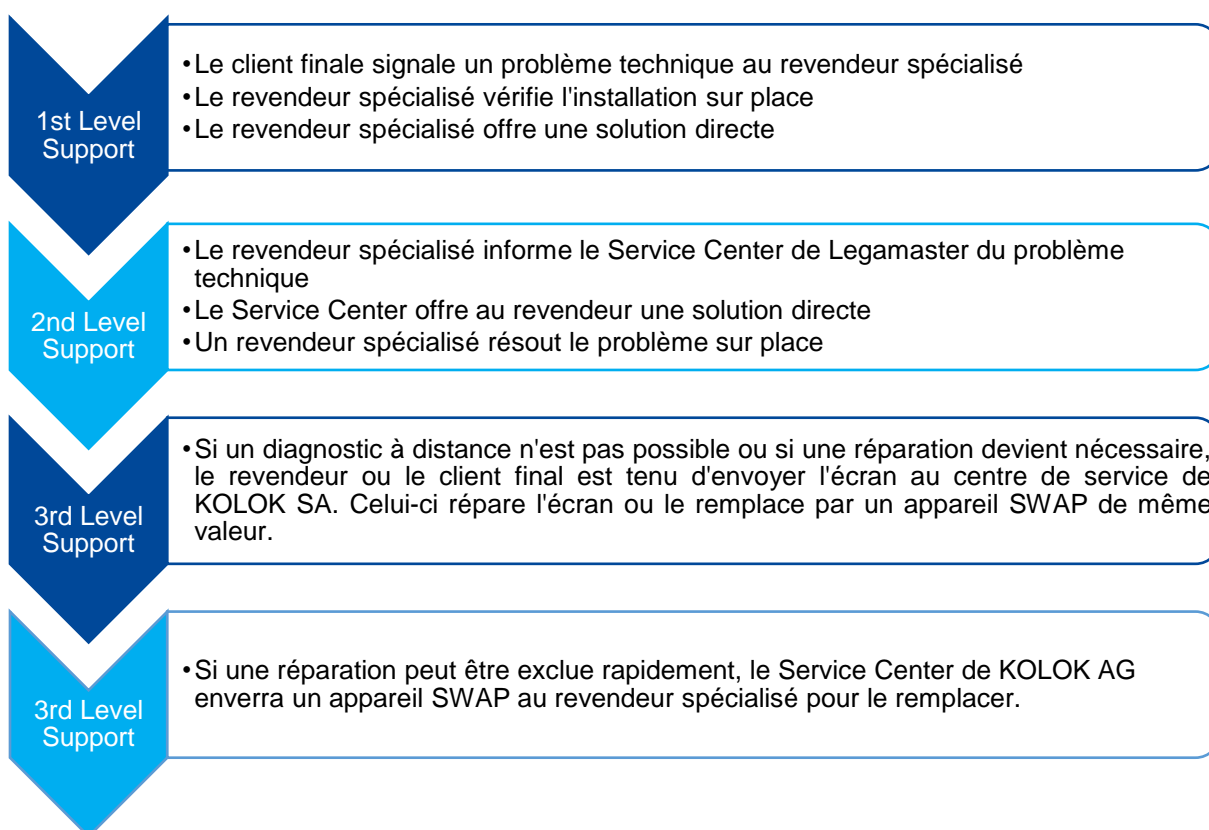 1st Level
Support
•Le client finale signale un problème technique au revendeur spécialisé
•Le revendeur spécialisé vérifie l'installation sur place
•Le revendeur spécialisé offre une solution directe
2nd Level
Support
•Le revendeur spécialisé informe le Service Center de Legamaster du problème
technique
•Le Service Center offre au revendeur une solution directe
•Un revendeur spécialisé résout le problème sur place
3rd Level
Support
•Si un diagnostic à distance n'est pas possible ou si une réparation devient nécessaire,
le revendeur ou le client final est tenu d'envoyer l'écran au centre de service de
KOLOK SA. Celui-ci répare l'écran ou le remplace par un appareil SWAP de même
valeur.
3rd Level
Support
•Si une réparation peut être exclue rapidement, le Service Center de KOLOK AG
enverra un appareil SWAP au revendeur spécialisé pour le remplacer.